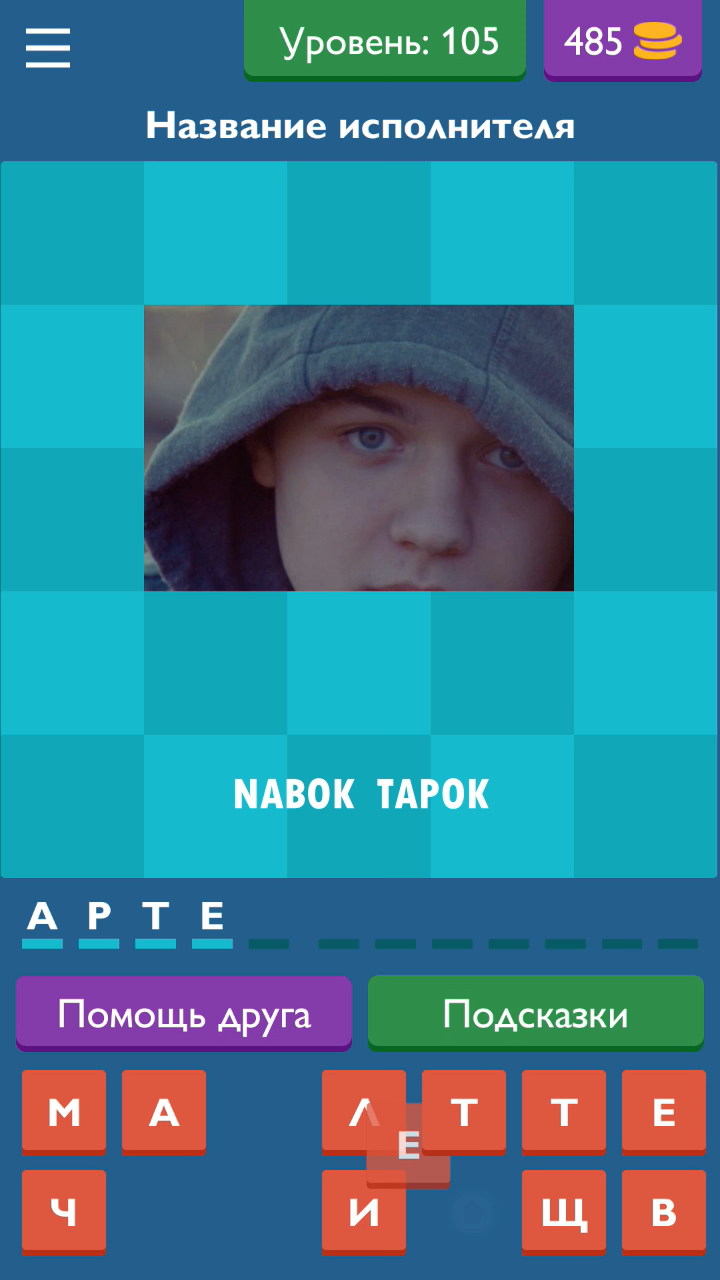 Уровень: 105 485
Название исполнителя
NABOK TAPOK
А Р Т Е
Помощь друга Подсказки
М А Л Т Т Е
Е
Ч И Щ В